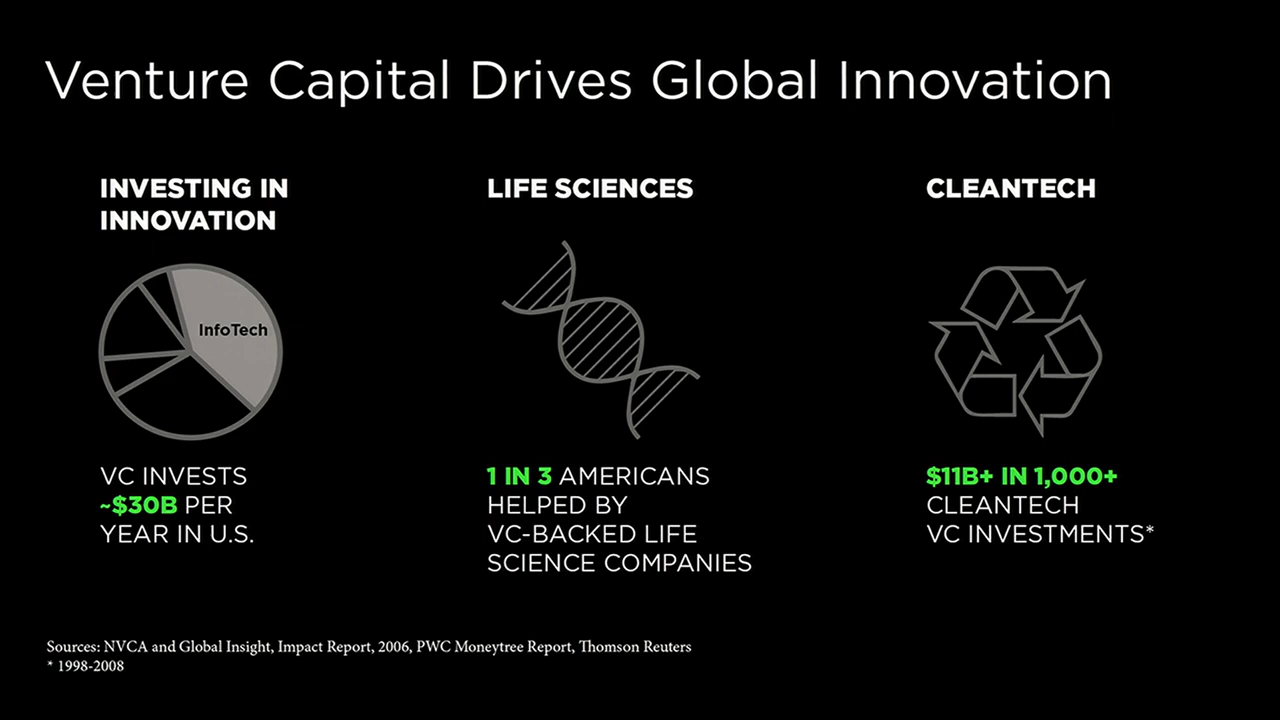 Venture Capital Drives Global Innovation
INVESTING IN
INNOVATION
InfoTech
VC INVESTS
~$30B PER
YEAR IN U.S.
LIFE SCIENCES
1 IN 3 AMERICANS
HELPED BY
VC-BACKED LIFE
SCIENCE COMPANIES
CLEANTECH
$11B+ IN 1,000+
CLEANTECH
VC INVESTMENTS*
Sources: NVCA and Global Insight, Impact Report, 2006, PWC Moneytree Report, Thomson Reuters
* 1998-2008